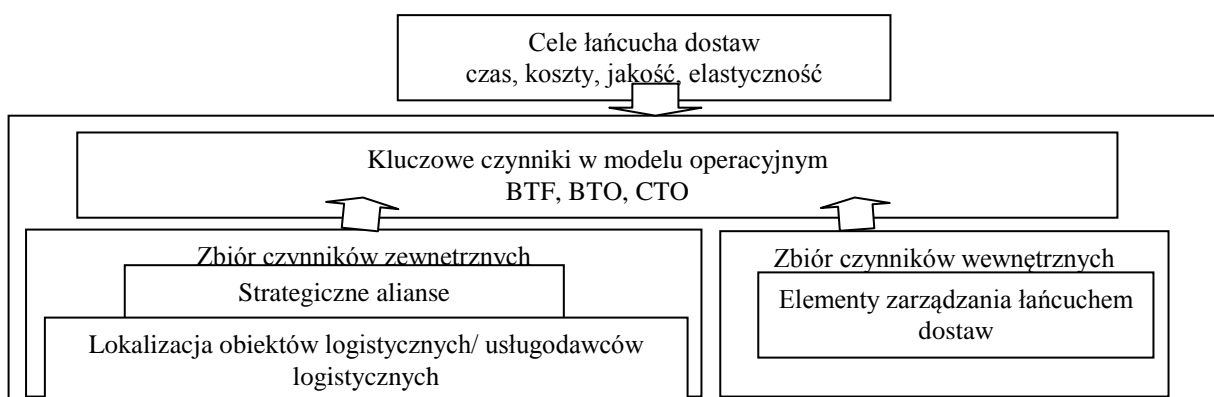 Cele łańcucha dostaw
czas, koszty, jakość, elastyczność
Kluczowe czynniki w modelu operacyjnym
BTF, BTO, CTO
Zbiór czynników zewnętrznych
Strategiczne alianse
Lokalizacja obiektów logistycznych/ usługodawców
logistycznych
Zbiór czynników wewnętrznych
Elementy zarządzania łańcuchem
dostaw